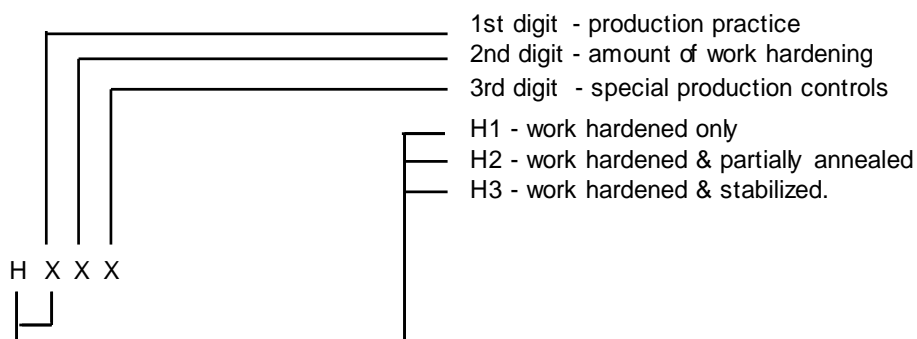 1st digit - production practice
2nd digit - amount of work hardening
3rd digit - special production controls
H1 - work hardened only
H2 - work hardened & partially annealed
H3 - work hardened & stabilized.
H X X X